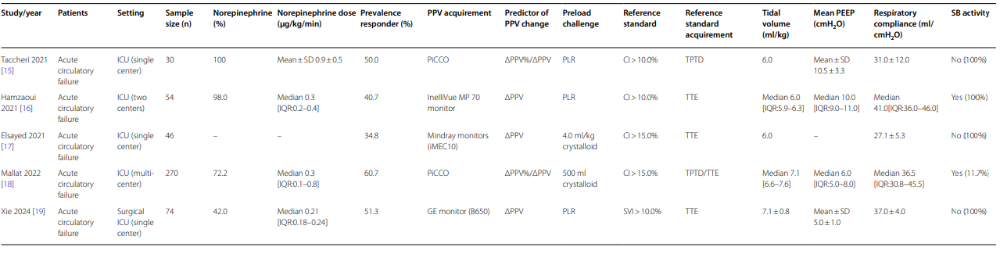 Study/year Patients Setting Sample Norepinephrine Norepinephrine dose Prevalence PPV acquirement Predictor of Preload Reference Reference Tidal Mean PEEP Respiratory SB activity
size (n) (%) (μg/kg/min) responder (%) PPV change challenge standard standard volume (cmH2O) compliance (ml/
acquirement (ml/kg) cmH2O)
Taccheri 2021 Acute ICU (single 30 100 Mean ± SD 0.9 ± 0.5 50.0 PiCCO ΔPPV%/ΔPPV PLR CI > 10.0% TPTD 6.0 Mean ± SD 31.0 ± 12.0 No (100%)
[15] circulatory center) 10.5 ± 3.3
failure
Hamzaoui Acute ICU (two 54 98.0 Median 0.3 40.7 InelliVue MP 70 ΔPPV PLR CI > 10.0% TTE Median 6.0 Median 10.0 Median Yes (100%)
2021 [16] circulatory centers) [IQR:0.2–0.4] monitor [IQR:5.9–6.3] [IQR:9.0–11.0] 41.0[IQR:36.0–46.0]
failure
Elsayed 2021 Acute ICU (single 46 – – 34.8 Mindray monitors ΔPPV 4.0 ml/kg CI > 15.0% TTE 6.0 – 27.1 ± 5.3 No (100%)
[17] circulatory center) (iMEC10) crystalloid
failure
Mallat 2022 Acute ICU (multi- 270 72.2 Median 0.3 60.7 PiCCO ΔPPV%/ΔPPV 500 ml CI > 15.0% TPTD/TTE Median 7.1 Median 6.0 Median 36.5 Yes (11.7%)
[18] circulatory center) [IQR:0.1–0.8] crystalloid [6.6–7.6] [IQR:5.0–8.0] [IQR:30.8–45.5]
failure
Xie 2024 [19] Acute Surgical 74 42.0 Median 0.21 51.3 GE monitor (B650) ΔPPV PLR SVI > 10.0% TTE 7.1 ± 0.8 Mean ± SD 37.0 ± 4.0 No (100%)
circulatory ICU (single [IQR:0.18–0.24] 5.0 ± 1.0
failure center)